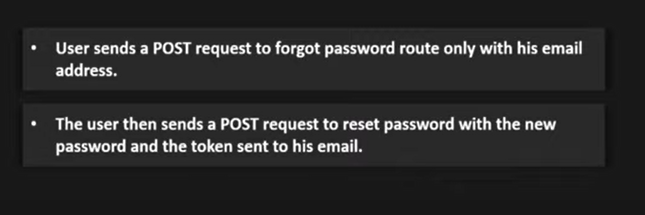 • User sends a POST request to forgot password route only with his email
address.
• The user then sends a POST request to reset password with the new
password and the token sent to his email.